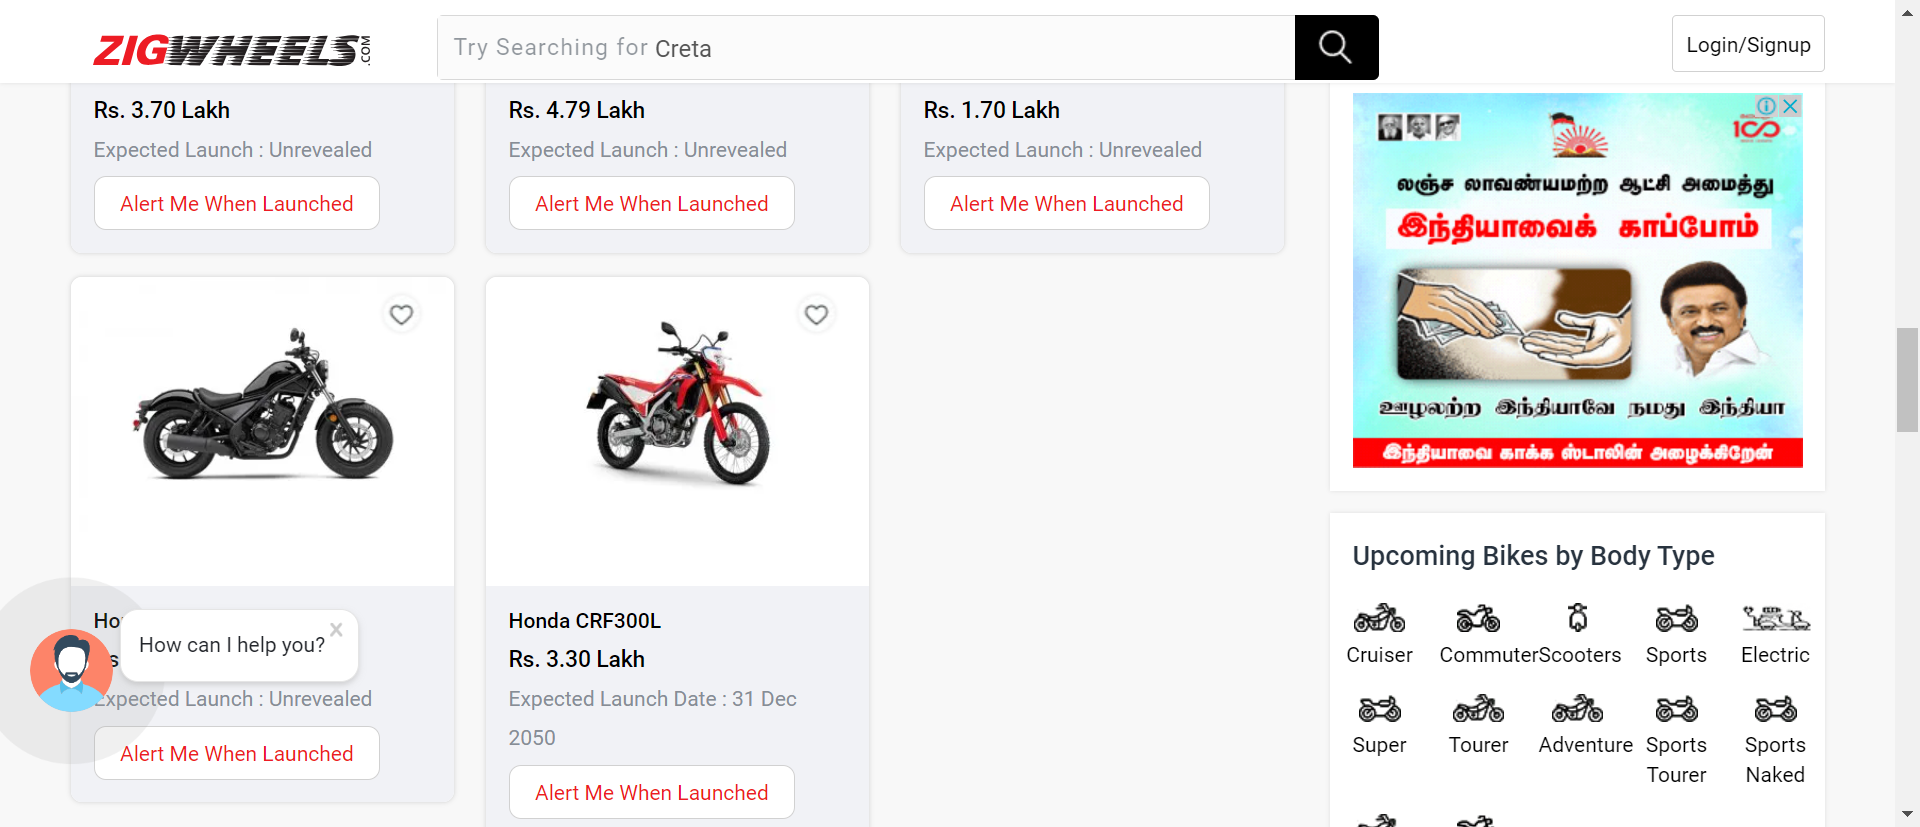 ZIGWHEELS.COM
Try Searching for Creta
Login/Signup
Rs. 3.70 Lakh
Expected Launch : Unrevealed
Alert Me When Launched
Rs. 4.79 Lakh
Expected Launch : Unrevealed
Alert Me When Launched
Rs. 1.70 Lakh
Expected Launch : Unrevealed
Alert Me When Launched
How can I help you?
Expected Launch : Unrevealed
Alert Me When Launched
Honda CRF300L
Rs. 3.30 Lakh
Expected Launch Date : 31 Dec
2050
Alert Me When Launched
100
லஞ்ச லாவண்யமற்ற ஆட்சி அமைத்து
இந்தியாவைக் காப்போம்
ஊழலற்ற இந்தியாவே நமது இந்தியா
இந்தியாவை காக்க ஸ்டாலின் அழைக்கிறேன்
Upcoming Bikes by Body Type
Cruiser
Commuter
Scooters
Sports
Electric
Super
Tourer
Adventure
Sports
Tourer
Sports
Naked